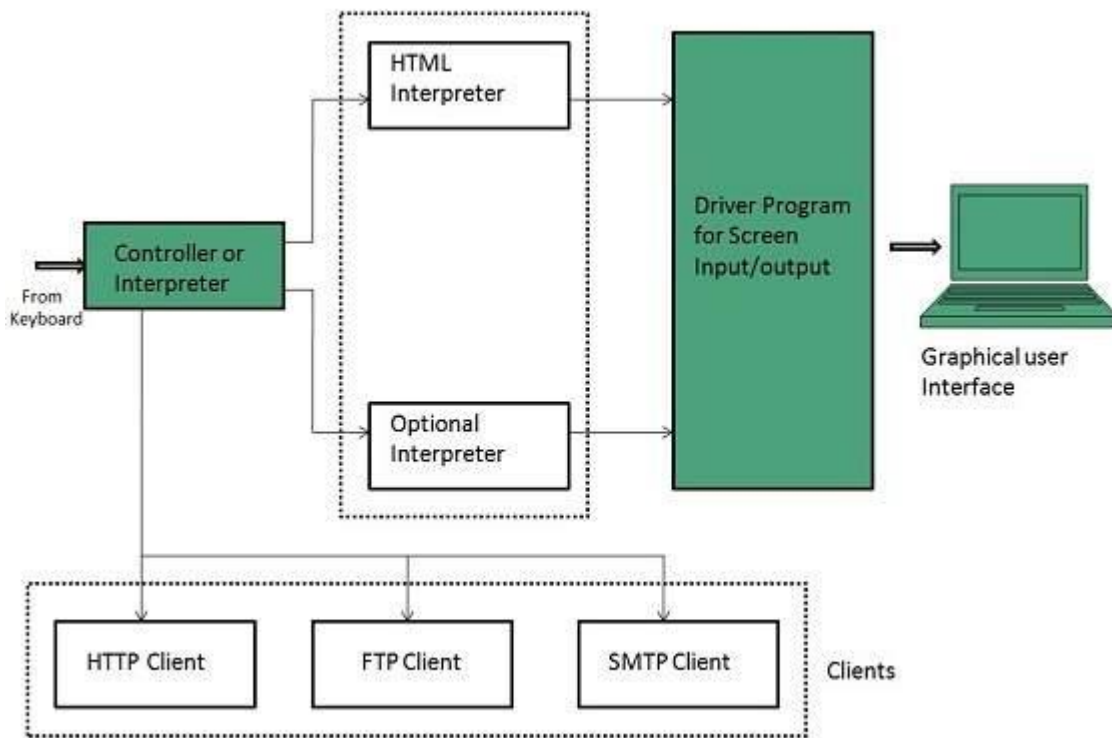 HTML
Interpreter
Driver Program
for Screen
Input/output
Controller or
Interpreter
From
Keyboard
Graphical user
Interface
Optional
Interpreter
HTTP Client
FTP Client
SMTP Client
Clients